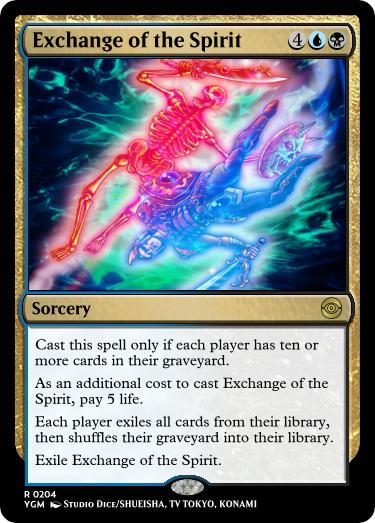 Exchange of the Spirit 4
Sorcery
Cast this spell only if each player has ten or
more cards in their graveyard.
As an additional cost to cast Exchange of the
Spirit, pay 5 life.
Each player exiles all cards from their library,
then shuffles their graveyard into their library.
Exile Exchange of the Spirit.
R 0204
YGM Studio Dice/SHUEISHA, TV TOKYO, KONAMI